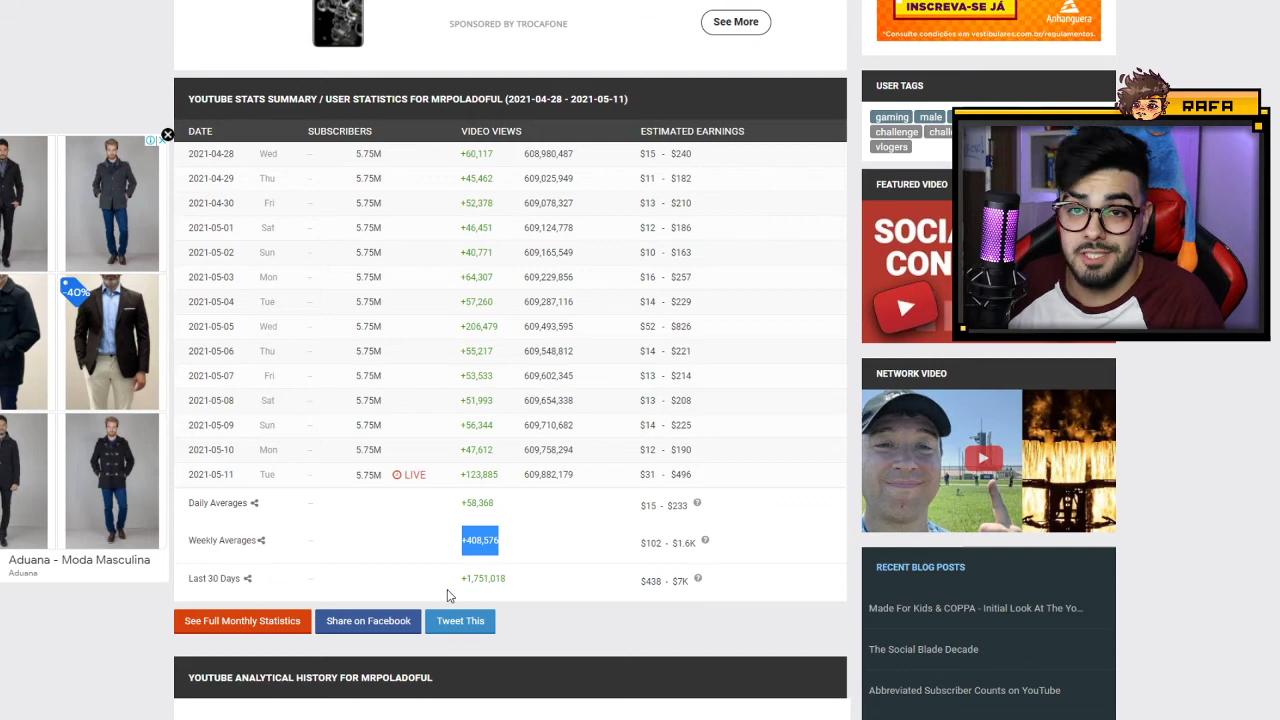 SPONSORED BY TROCAFONE
See More
INSCREVA-SE JÁ
Anhanguera
*Consulte condições em vestibulares.com.br/regulamentos.
YOUTUBE STATS SUMMARY / USER STATISTICS FOR MRPOLADOFUL (2021-04-28 - 2021-05-11)
DATE SUBSCRIBERS VIDEO VIEWS ESTIMATED EARNINGS
2021-04-28 Wed -- 5.75M +60,117 608,980,487 $15 - $240
2021-04-29 Thu -- 5.75M +45,462 609,025,949 $11 - $182
2021-04-30 Fri -- 5.75M +52,378 609,078,327 $13 - $210
2021-05-01 Sat -- 5.75M +46,451 609,124,778 $12 - $186
2021-05-02 Sun -- 5.75M +40,771 609,165,549 $10 - $163
2021-05-03 Mon -- 5.75M +64,307 609,229,856 $16 - $257
2021-05-04 Tue -- 5.75M +57,260 609,287,116 $14 - $229
2021-05-05 Wed -- 5.75M +206,479 609,493,595 $52 - $826
2021-05-06 Thu -- 5.75M +55,217 609,548,812 $14 - $221
2021-05-07 Fri -- 5.75M +53,533 609,602,345 $13 - $214
2021-05-08 Sat -- 5.75M +51,993 609,654,338 $13 - $208
2021-05-09 Sun -- 5.75M +56,344 609,710,682 $14 - $225
2021-05-10 Mon -- 5.75M +47,612 609,758,294 $12 - $190
2021-05-11 Tue 5.75M LIVE +123,885 609,882,179 $31 - $496
Daily Averages -- +58,368 $15 - $233
Weekly Averages -- +408,576 $102 - $1.6K
Last 30 Days -- +1,751,018 $438 - $7K
See Full Monthly Statistics
Share on Facebook
Tweet This
YOUTUBE ANALYTICAL HISTORY FOR MRPOLADOFUL
-40%
Aduana - Moda Masculina
Aduana
USER TAGS
gaming male
challenge
vlogers
RAFA
FEATURED VIDEO
NETWORK VIDEO
RECENT BLOG POSTS
Made For Kids & COPPA - Initial Look At The Yo...
The Social Blade Decade
Abbreviated Subscriber Counts on YouTube